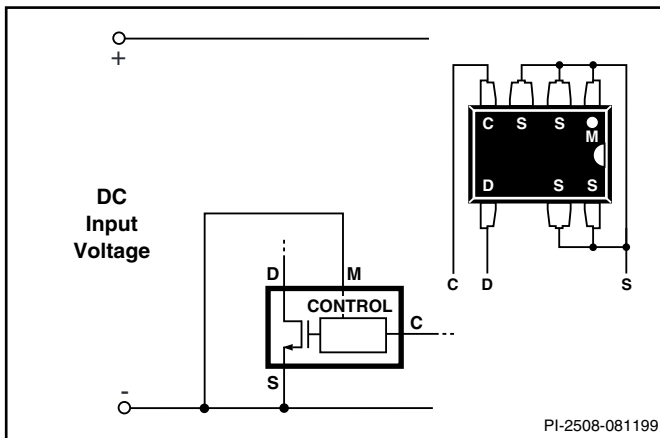 +
DC
Input
Voltage
D
M
CONTROL
C
S
-
C S S
M
D S S
C D S
PI-2508-081199